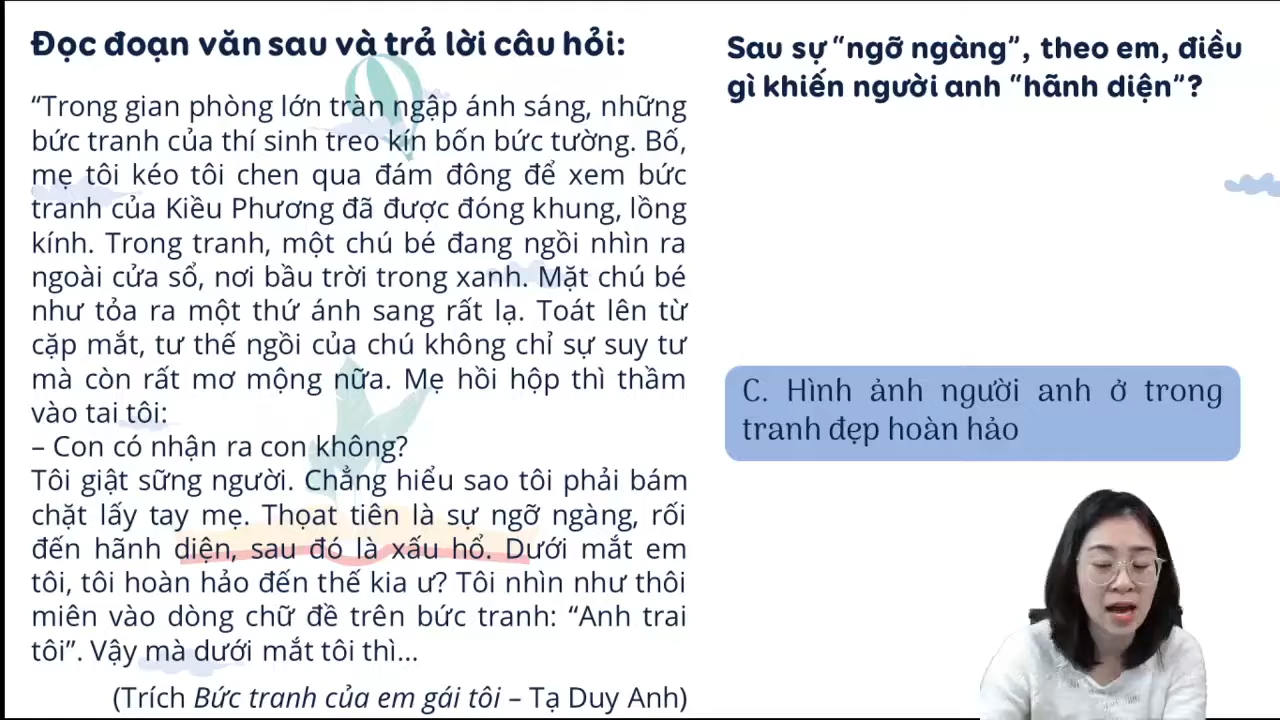 Đọc đoạn văn sau và trả lời câu hỏi:
“Trong gian phòng lớn tràn ngập ánh sáng, những
bức tranh của thí sinh treo kín bốn bức tường. Bố,
mẹ tôi kéo tôi chen qua đám đông để xem bức
tranh của Kiều Phương đã được đóng khung, lồng
kính. Trong tranh, một chú bé đang ngồi nhìn ra
ngoài cửa sổ, nơi bầu trời trong xanh. Mặt chú bé
như tỏa ra một thứ ánh sang rất lạ. Toát lên từ
cặp mắt, tư thế ngồi của chú không chỉ sự suy tư
mà còn rất mơ mộng nữa. Mẹ hồi hộp thì thầm
vào tai tôi:
– Con có nhận ra con không?
Tôi giật sững người. Chẳng hiểu sao tôi phải bám
chặt lấy tay mẹ. Thọat tiên là sự ngỡ ngàng, rối
đến hãnh diện, sau đó là xấu hổ. Dưới mắt em
tôi, tôi hoàn hảo đến thế kia ư? Tôi nhìn như thôi
miên vào dòng chữ đề trên bức tranh: “Anh trai
tôi”. Vậy mà dưới mắt tôi thì...
(Trích Bức tranh của em gái tôi – Tạ Duy Anh)
Sau sự “ngỡ ngàng”, theo em, điều
gì khiến người anh “hãnh diện”?
C. Hình ảnh người anh ở trong
tranh đẹp hoàn hảo